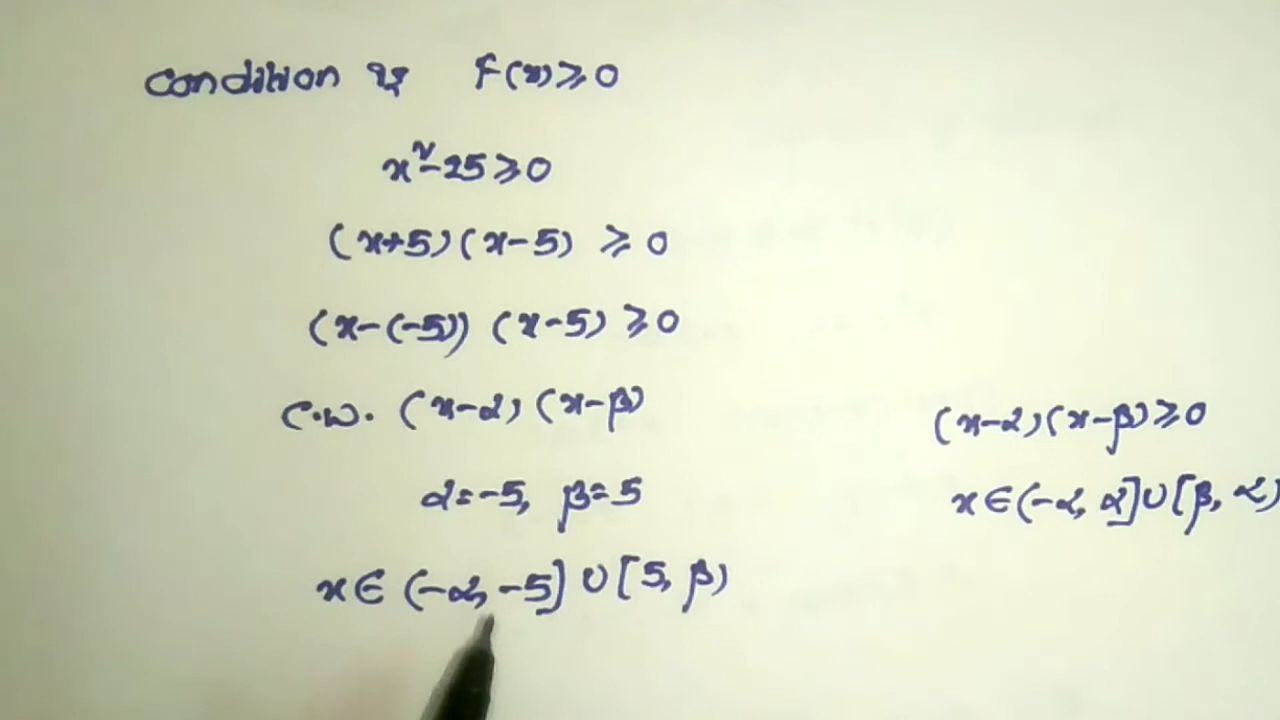 Condition is F(x) ≥ 0
x² - 25 ≥ 0
(x+5)(x-5) ≥ 0
(x-(-5)) (x-5) ≥ 0
C.w. (x-α) (x-β)
α = -5, β = 5
x ∈ (-α, -5] ∪ [5, β)
(x-α)(x-β) ≥ 0
x ∈ (-α, α] ∪ [β, α)